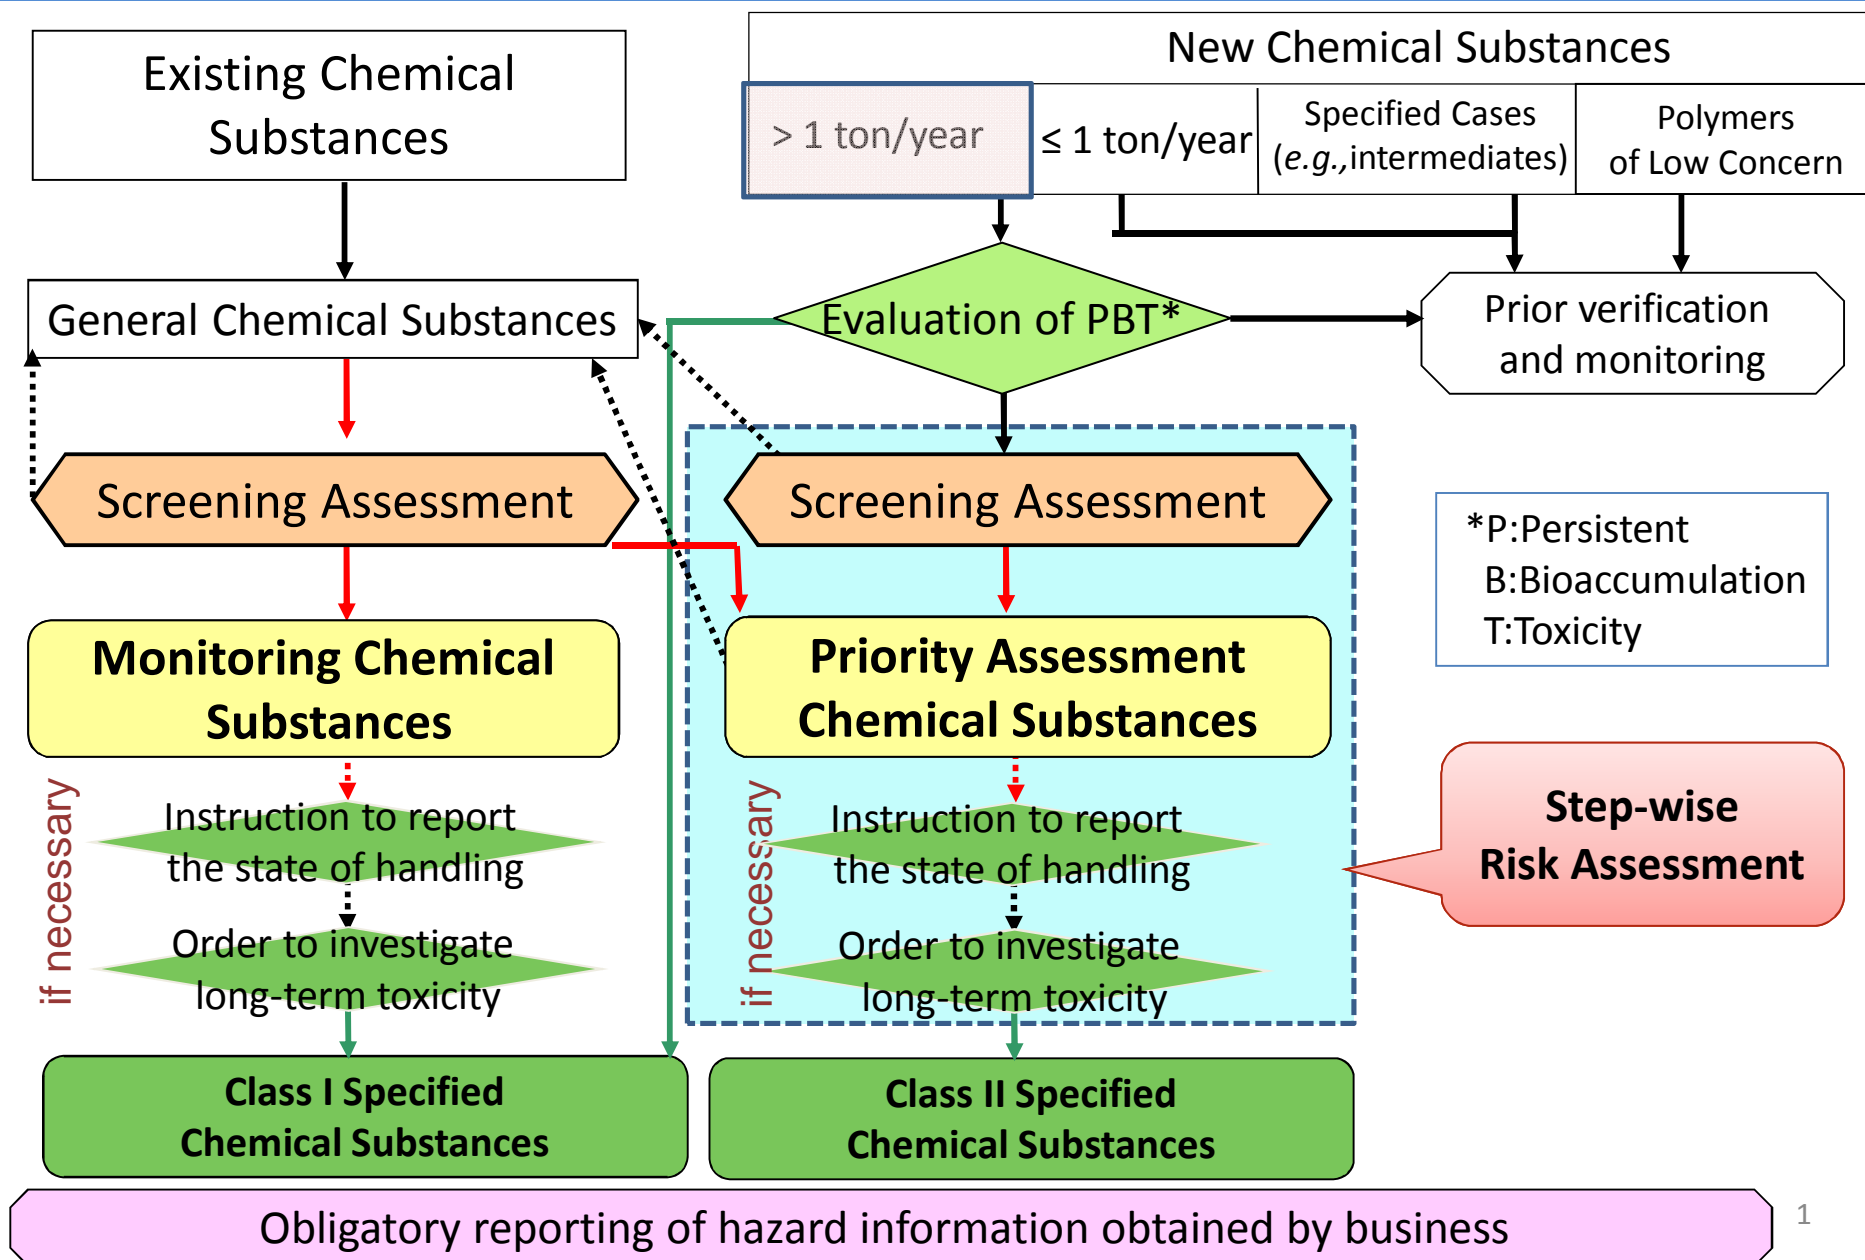 Existing Chemical
Substances
New Chemical Substances
> 1 ton/year
≤ 1 ton/year
Specified Cases
(e.g.,intermediates)
Polymers
of Low Concern
General Chemical Substances
Evaluation of PBT*
Prior verification
and monitoring
Screening Assessment
Screening Assessment
*P:Persistent
B:Bioaccumulation
T:Toxicity
Monitoring Chemical
Substances
Priority Assessment
Chemical Substances
if necessary
Instruction to report
the state of handling
Order to investigate
long-term toxicity
if necessary
Instruction to report
the state of handling
Order to investigate
long-term toxicity
Step-wise
Risk Assessment
Class I Specified
Chemical Substances
Class II Specified
Chemical Substances
Obligatory reporting of hazard information obtained by business
1